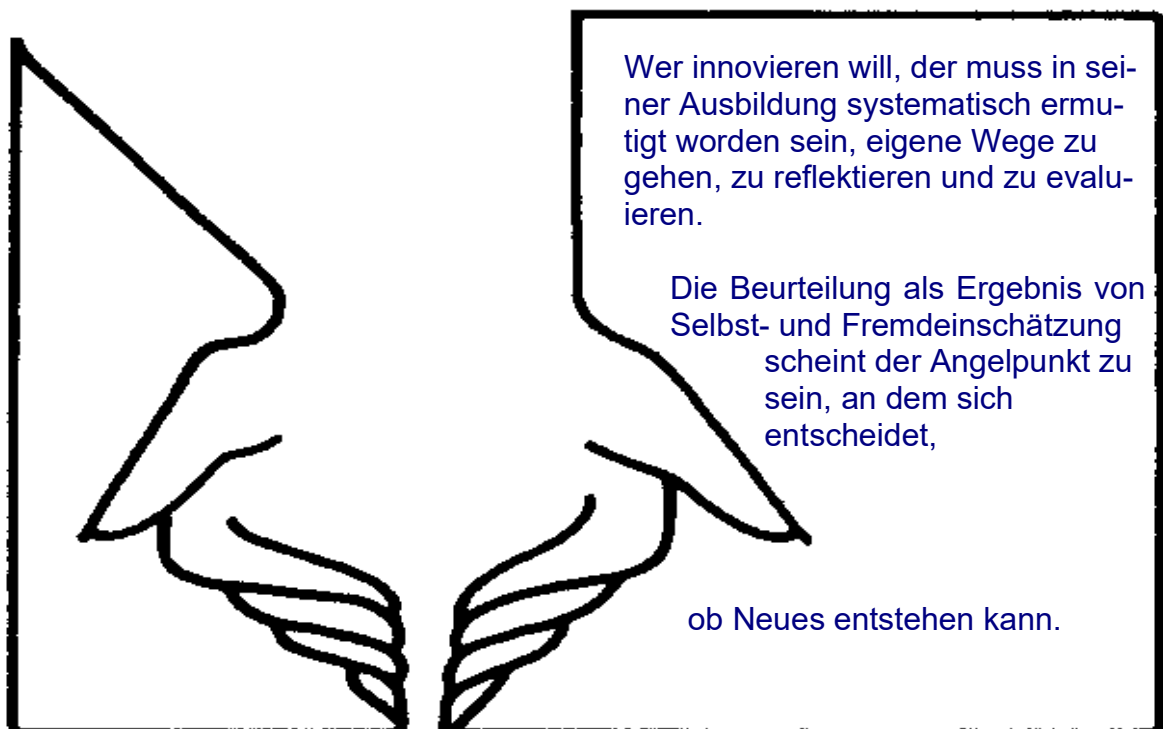 Wer innovieren will, der muss in sei-
ner Ausbildung systematisch ermu-
tigt worden sein, eigene Wege zu
gehen, zu reflektieren und zu evalu-
ieren.
Die Beurteilung als Ergebnis von
Selbst- und Fremdeinschätzung
scheint der Angelpunkt zu
sein, an dem sich
entscheidet,
ob Neues entstehen kann.